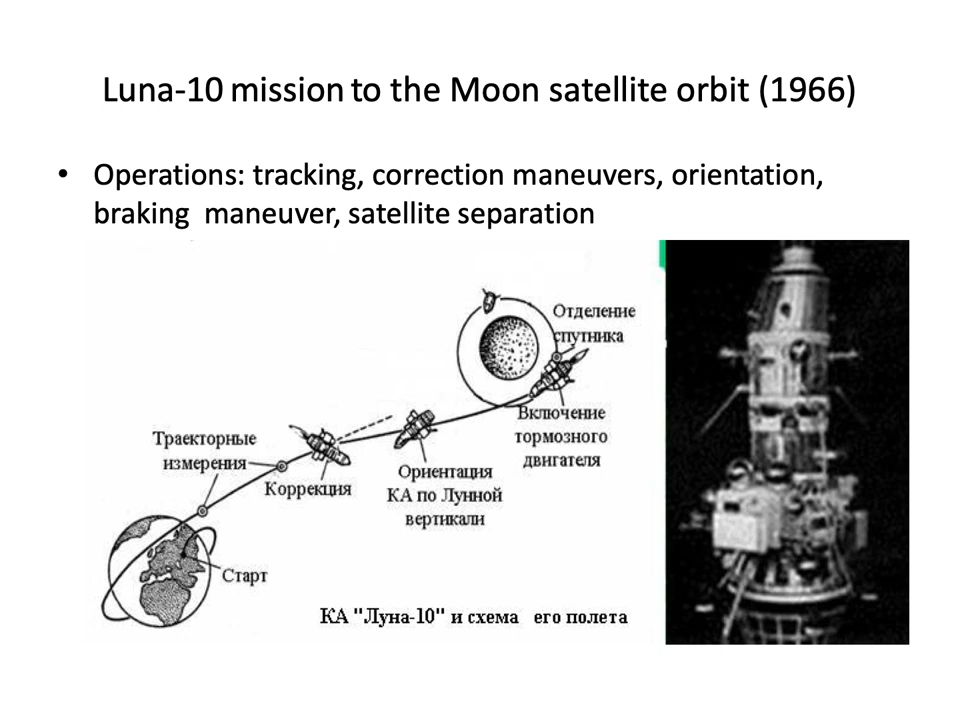 Luna-10 mission to the Moon satellite orbit (1966)
• Operations: tracking, correction maneuvers, orientation,
braking maneuver, satellite separation
Отделение
спутника
Включение
тормозного
двигателя
Траекторные
измерения
Коррекция
Ориентация
КА по Лунной
вертикали
Старт
КА "Луна-10" и схема его полета